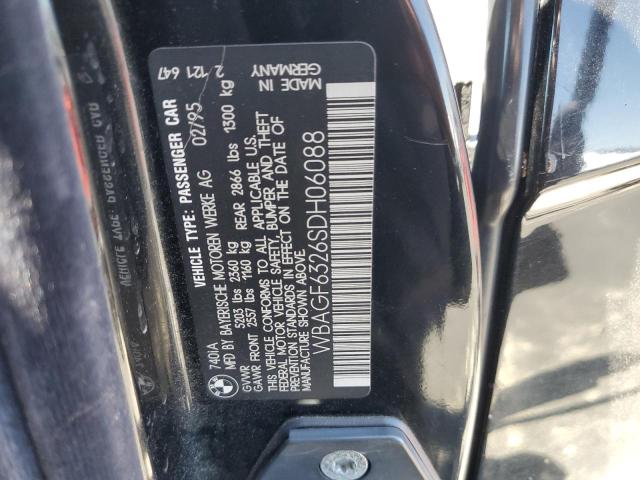 740IA
VEHICLE TYPE: PASSENGER CAR
MFD BY BAYERISCHE MOTOREN WERKE AG 02/95 2 121 647
GVWR 5203 lbs 2360 kg
GAWR FRONT 2557 lbs 1160 kg REAR 2866 lbs 1300 kg
THIS VEHICLE CONFORMS TO ALL APPLICABLE U.S.
FEDERAL MOTOR VEHICLE SAFETY, BUMPER AND THEFT
PREVENTION STANDARDS IN EFFECT ON THE DATE OF
MANUFACTURE SHOWN ABOVE.
MADE IN
GERMANY
WBAGF6326SDH06088